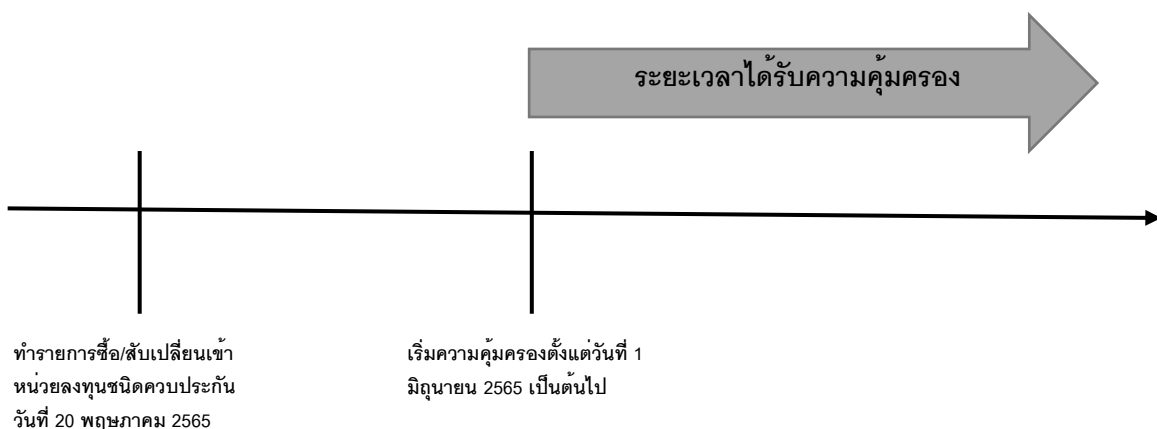 ระยะเวลาได้รับความคุ้มครอง
ทำรายการซื้อ/สับเปลี่ยนเข้า
หน่วยลงทุนชนิดควบประกัน
วันที่ 20 พฤษภาคม 2565
เริ่มความคุ้มครองตั้งแต่วันที่ 1
มิถุนายน 2565 เป็นต้นไป